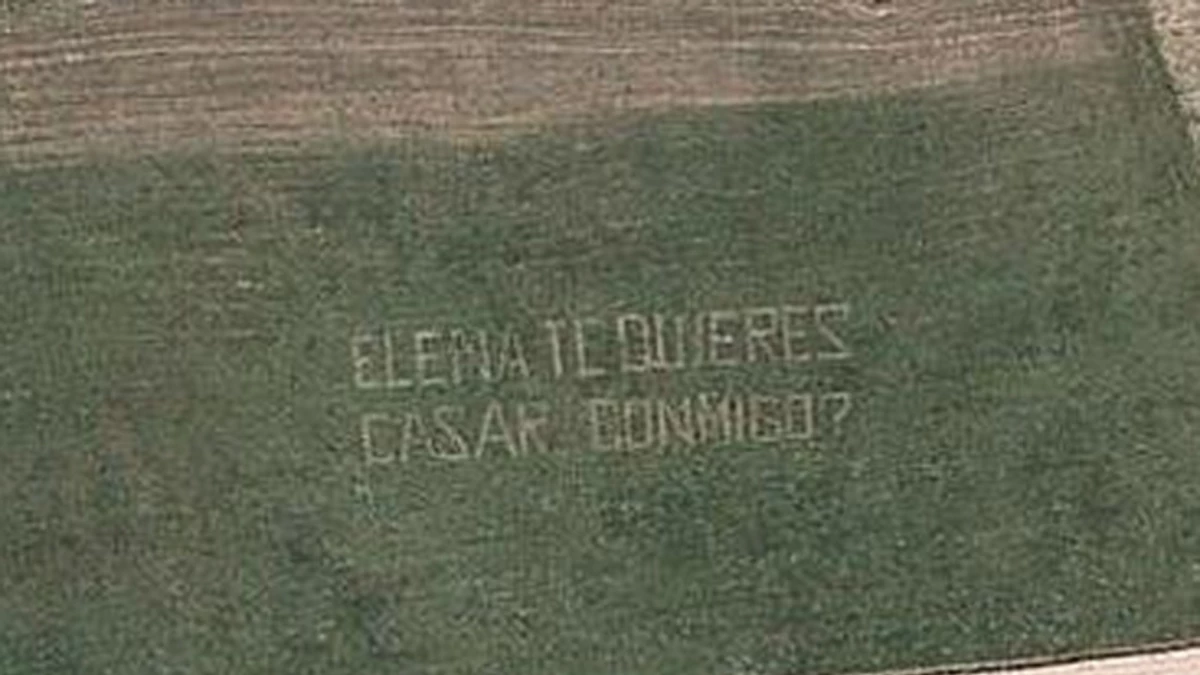 ELENA TE QUIERES
CASAR CONMIGO?